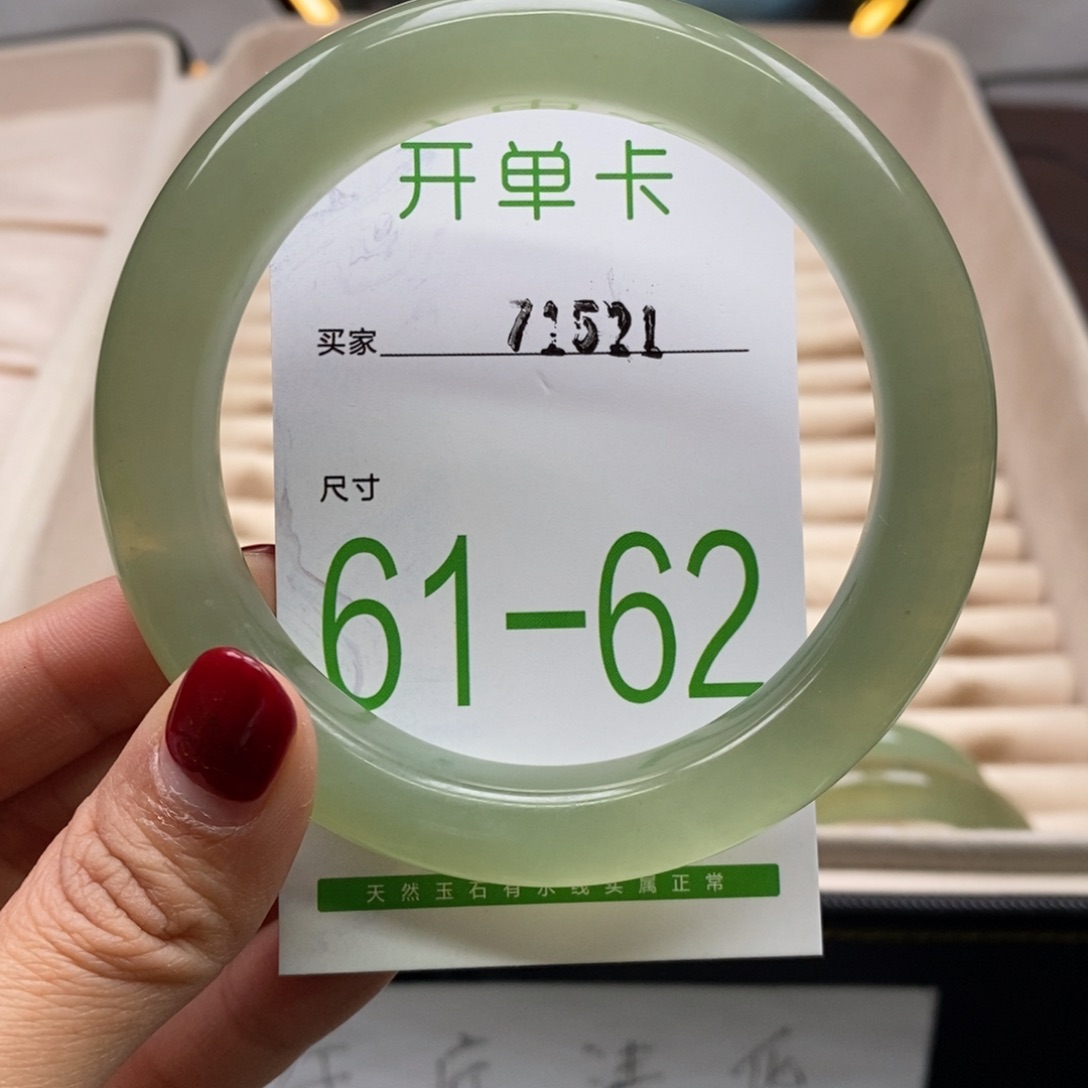 开单卡
买家 71521
尺寸
61-62
天然玉石有水线实属正常